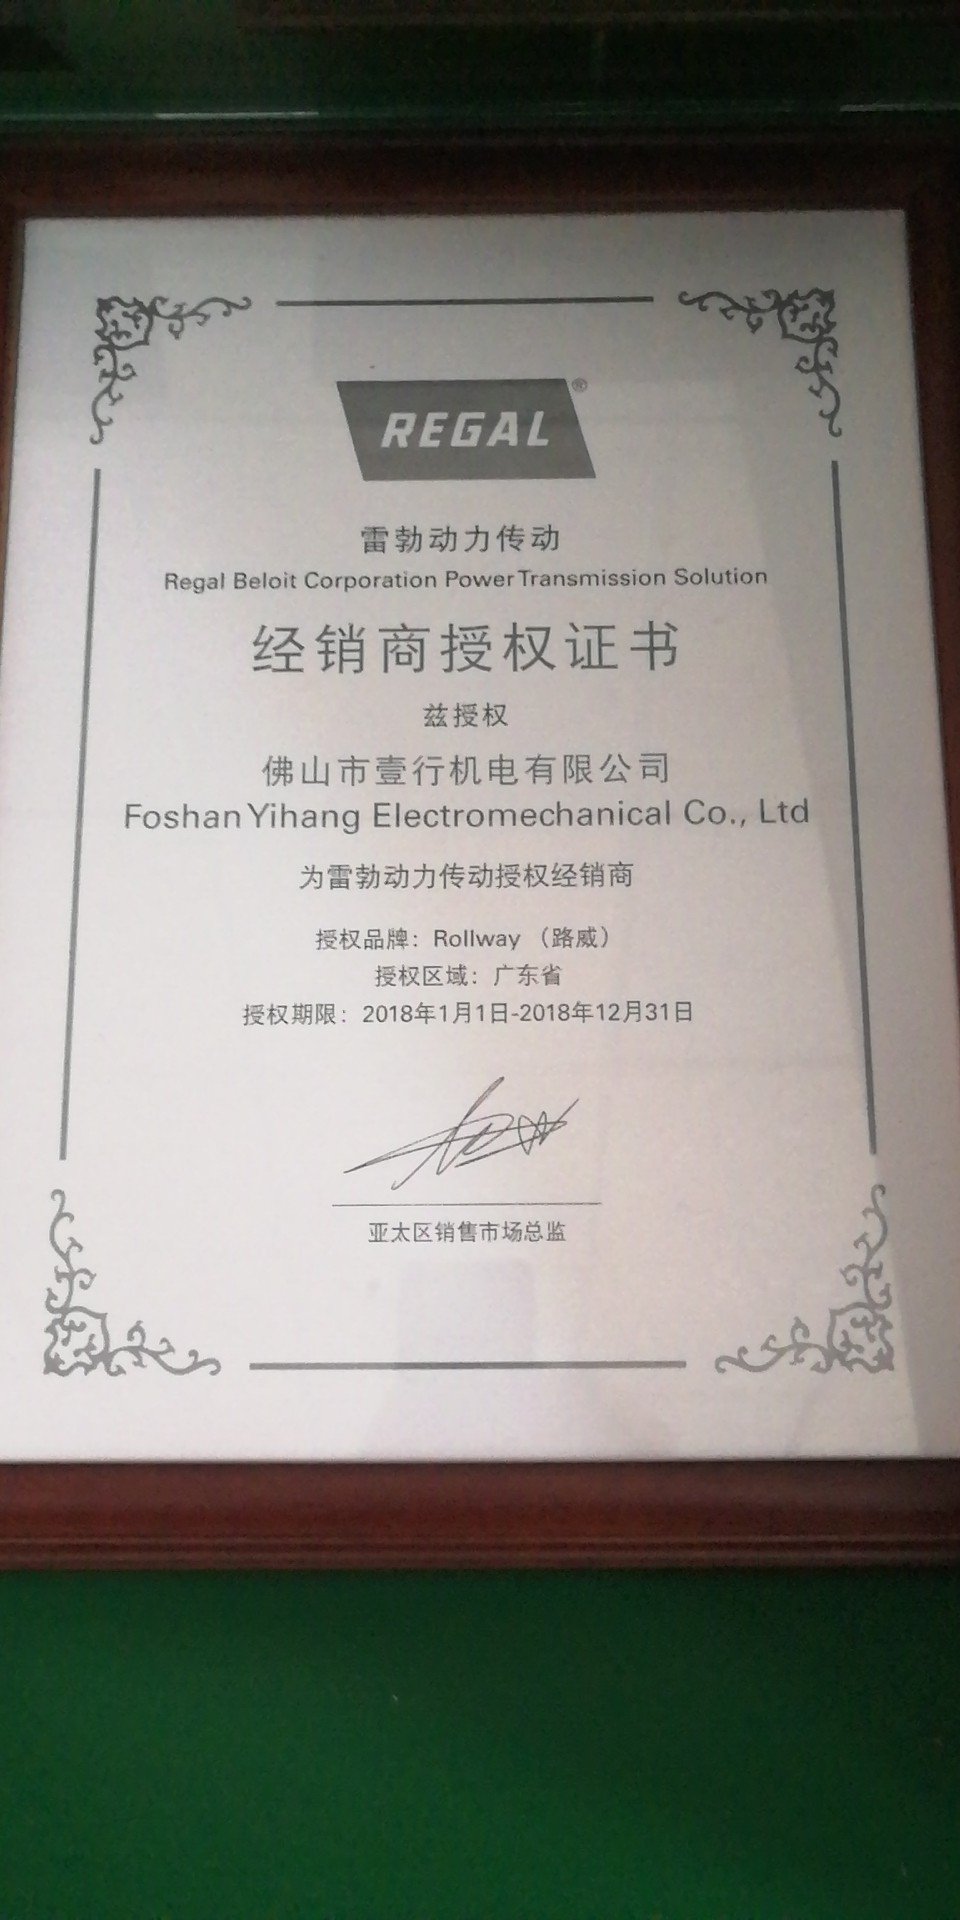 REGAL®
雷勃动力传动
Regal Beloit Corporation Power Transmission Solution
经销商授权证书
兹授权
佛山市壹行机电有限公司
Foshan Yihang Electromechanical Co., Ltd
为雷勃动力传动授权经销商
授权品牌：Rollway （路威）
授权区域：广东省
授权期限：2018年1月1日-2018年12月31日
亚太区销售市场总监